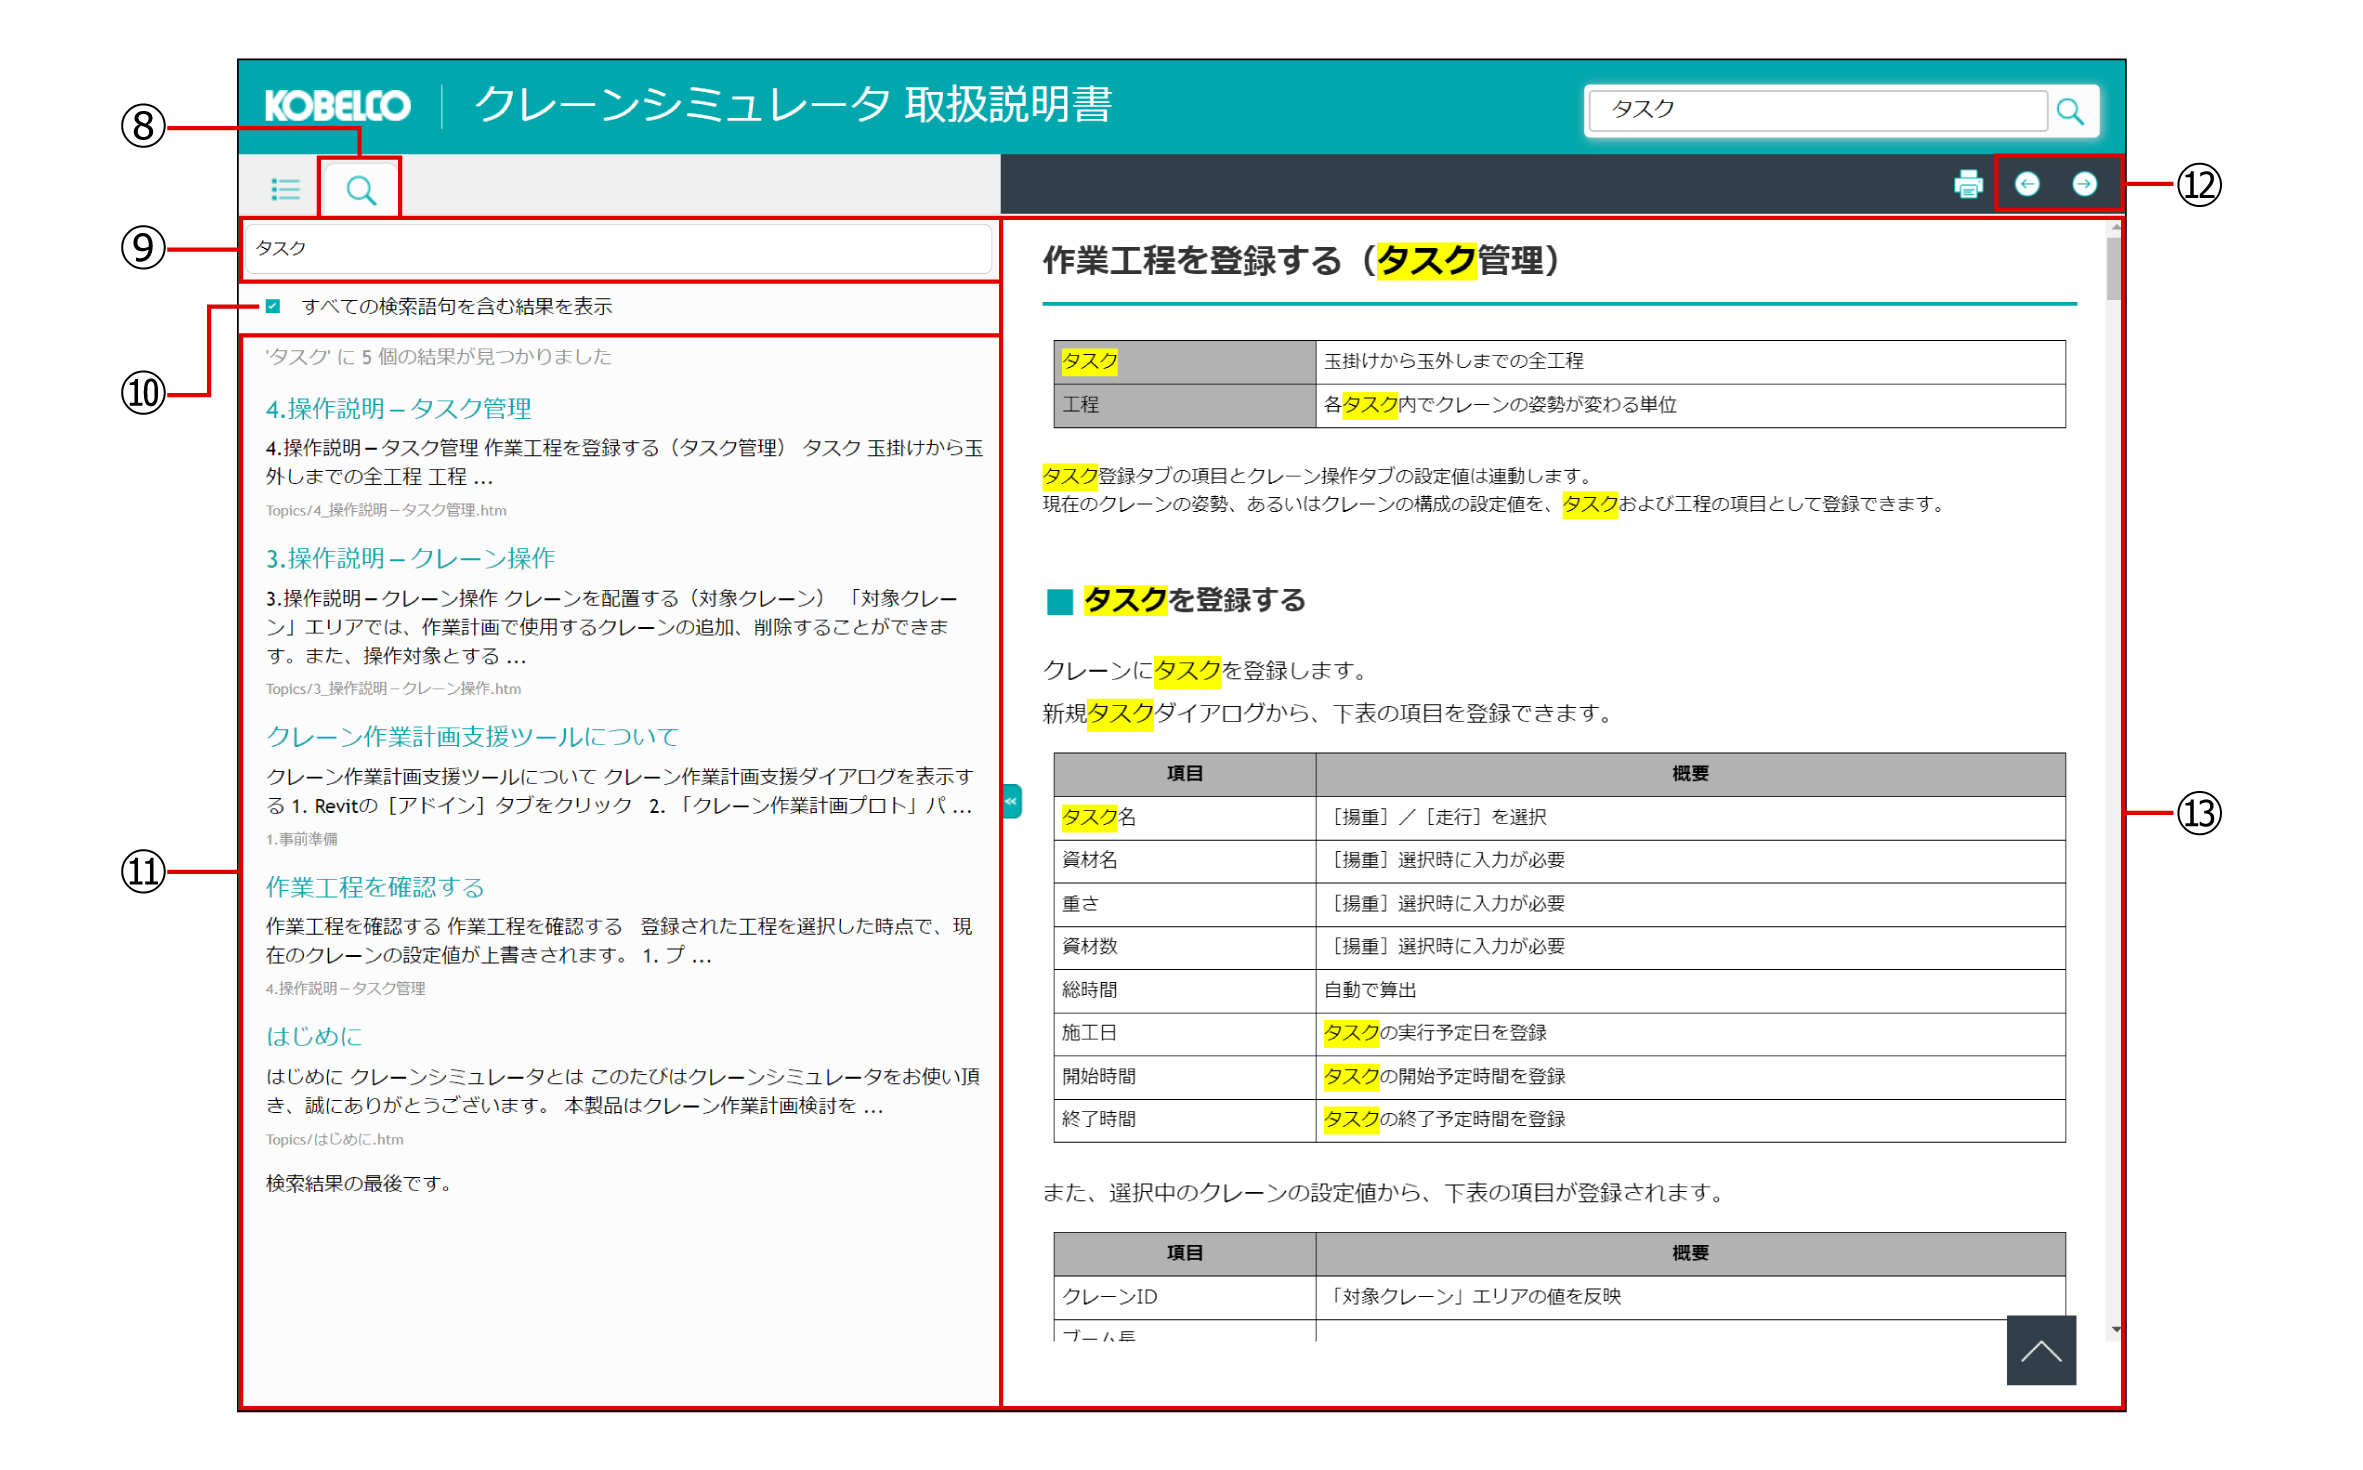 KOBELCO クレーンシミュレータ 取扱説明書
タスク
⑧
⑫
⑨
タスク
⑩
すべての検索語句を含む結果を表示
'タスク' に 5 個の結果が見つかりました
4.操作説明－タスク管理
4.操作説明－タスク管理 作業工程を登録する（タスク管理） タスク 玉掛けから玉
外しまでの全工程 工程 ...
Topics/4_操作説明－タスク管理.htm
3.操作説明－クレーン操作
3.操作説明－クレーン操作 クレーンを配置する（対象クレーン） 「対象クレー
ン」エリアでは、作業計画で使用するクレーンの追加、削除することができま
す。また、操作対象とする ...
Topics/3_操作説明－クレーン操作.htm
クレーン作業計画支援ツールについて
クレーン作業計画支援ツールについて クレーン作業計画支援ダイアログを表示す
る 1. Revitの［アドイン］タブをクリック 2. 「クレーン作業計画プロト」パ ...
1.事前準備
⑪
作業工程を確認する
作業工程を確認する 作業工程を確認する 登録された工程を選択した時点で、現
在のクレーンの設定値が上書きされます。 1. プ ...
4.操作説明－タスク管理
はじめに
はじめに クレーンシミュレータとは このたびはクレーンシミュレータをお使い頂
き、誠にありがとうございます。 本製品はクレーン作業計画検討を ...
Topics/はじめに.htm
検索結果の最後です。
作業工程を登録する（タスク管理）
タスク 玉掛けから玉外しまでの全工程
工程 各タスク内でクレーンの姿勢が変わる単位
タスク登録タブの項目とクレーン操作タブの設定値は連動します。
現在のクレーンの姿勢、あるいはクレーンの構成の設定値を、タスクおよび工程の項目として登録できます。
タスクを登録する
クレーンにタスクを登録します。
新規タスクダイアログから、下表の項目を登録できます。
項目 概要
タスク名 ［揚重］／［走行］を選択
資材名 ［揚重］選択時に入力が必要
重さ ［揚重］選択時に入力が必要
資材数 ［揚重］選択時に入力が必要
総時間 自動で算出
施工日 タスクの実行予定日を登録
開始時間 タスクの開始予定時間を登録
終了時間 タスクの終了予定時間を登録
⑬
また、選択中のクレーンの設定値から、下表の項目が登録されます。
項目 概要
クレーンID 「対象クレーン」エリアの値を反映
ブーム長